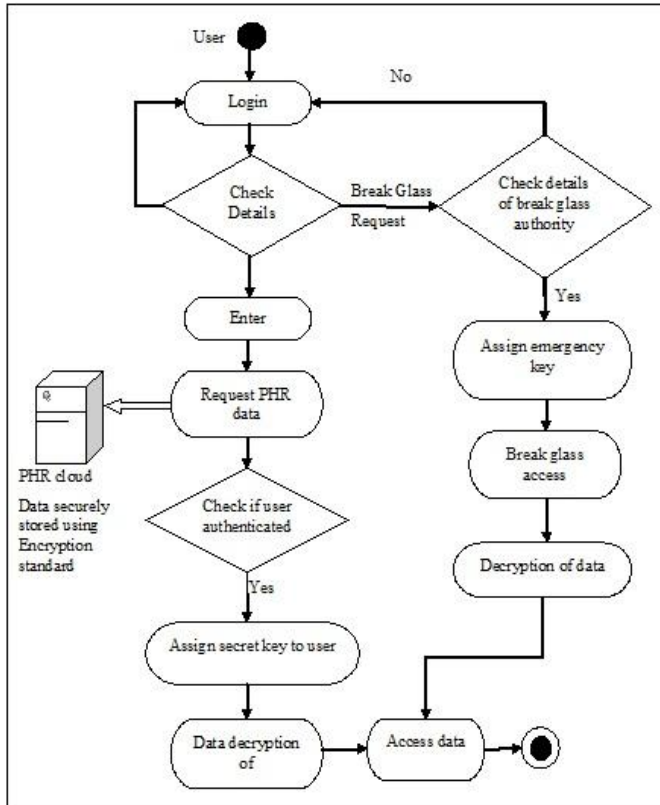 User
No
Login
Check
Details
Break Glass
Request
Check details
of break glass
authority
Yes
Enter
Assign emergency
key
Request PHR
data
PHR cloud
Data securely
stored using
Encryption
standard
Break glass
access
Check if user
authenticated
Decryption of data
Yes
Assign secret key to user
Data decryption
of
Access data